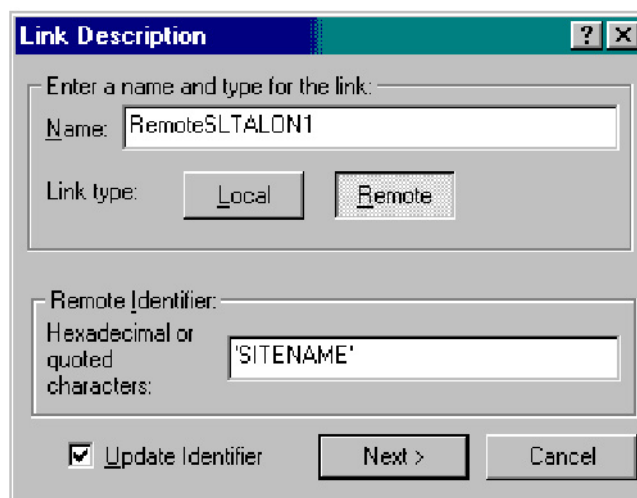 Link Description
Enter a name and type for the link:
Name: RemoteSLTALON1
Link type: Local Remote
Remote Identifier:
Hexadecimal or
quoted
characters:
'SITENAME'
Update Identifier Next > Cancel